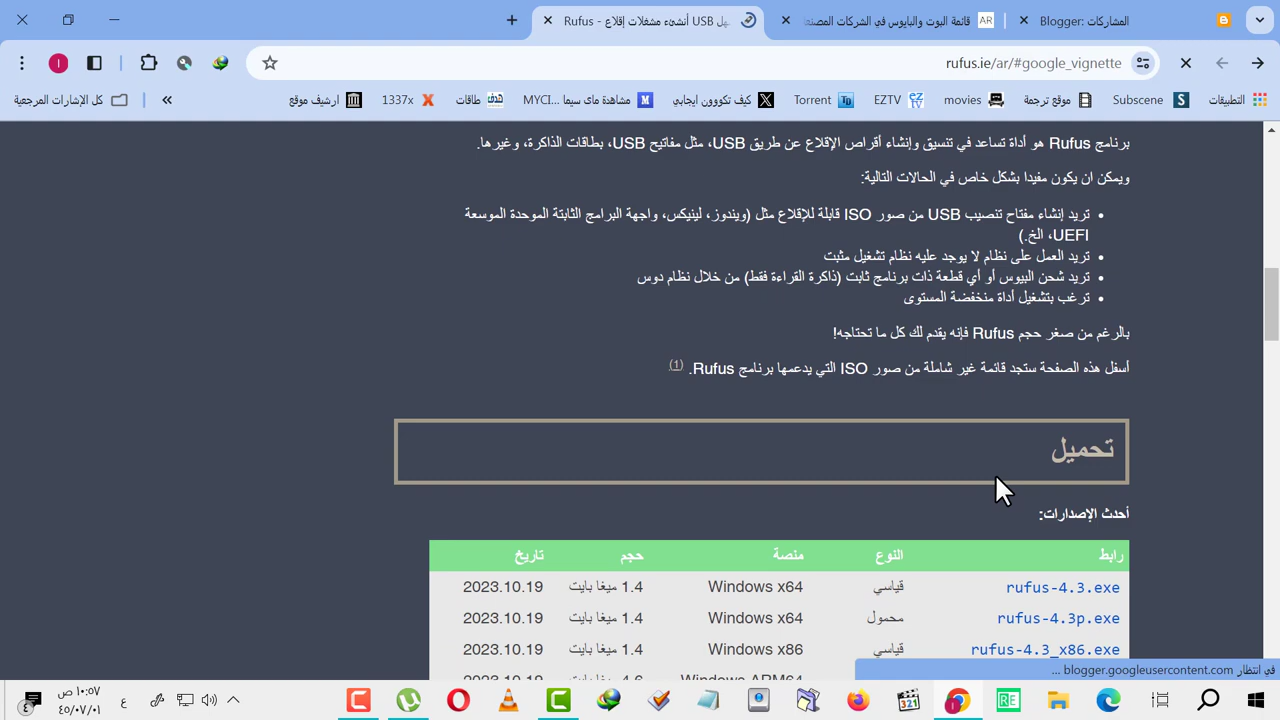 المشاركات :Blogger
AR قائمة البوت والبايوس في الشركات المصنع
Rufus - أنشىء مشغلات إقلاع USB يل
rufus.ie/ar/#google_vignette
I
التطبيقات
Subscene
موقع ترجمة
movies
EZTV
Torrent
كيف تكووون ايجابي
مشاهدة ماى سيما ...MYCI
طاقات
1337x
ارشيف موقع
»
كل الإشارات المرجعية
برنامج Rufus هو أداة تساعد في تنسيق وإنشاء أقراص الإقلاع عن طريق USB، مثل مفاتيح USB، بطاقات الذاكرة، وغيرها.
ويمكن ان يكون مفيدا بشكل خاص في الحالات التالية:
• تريد إنشاء مفتاح تنصيب USB من صور ISO قابلة للإقلاع مثل (ويندوز، لينيكس، واجهة البرامج الثابتة الموحدة الموسعة
UEFI، الخ.)
• تريد العمل على نظام لا يوجد عليه نظام تشغيل مثبت
• تريد شحن البيوس أو أي قطعة ذات برنامج ثابت (ذاكرة القراءة فقط) من خلال نظام دوس
• ترغب بتشغيل أداة منخفضة المستوى
بالرغم من صغر حجم Rufus فإنه يقدم لك كل ما تحتاجه!
أسفل هذه الصفحة ستجد قائمة غير شاملة من صور ISO التي يدعمها برنامج Rufus. (1)
تحميل
أحدث الإصدارات:
رابط النوع منصة حجم تاريخ
rufus-4.3.exe قياسي Windows x64 1.4 ميغا بايت 2023.10.19
rufus-4.3p.exe محمول Windows x64 1.4 ميغا بايت 2023.10.19
rufus-4.3_x86.exe قياسي Windows x86 1.4 ميغا بايت 2023.10.19
Windows ARM64
في انتظار blogger.googleusercontent.com ...
١٠:٥٧ ص
٤٥/٠٧/٠١
ع